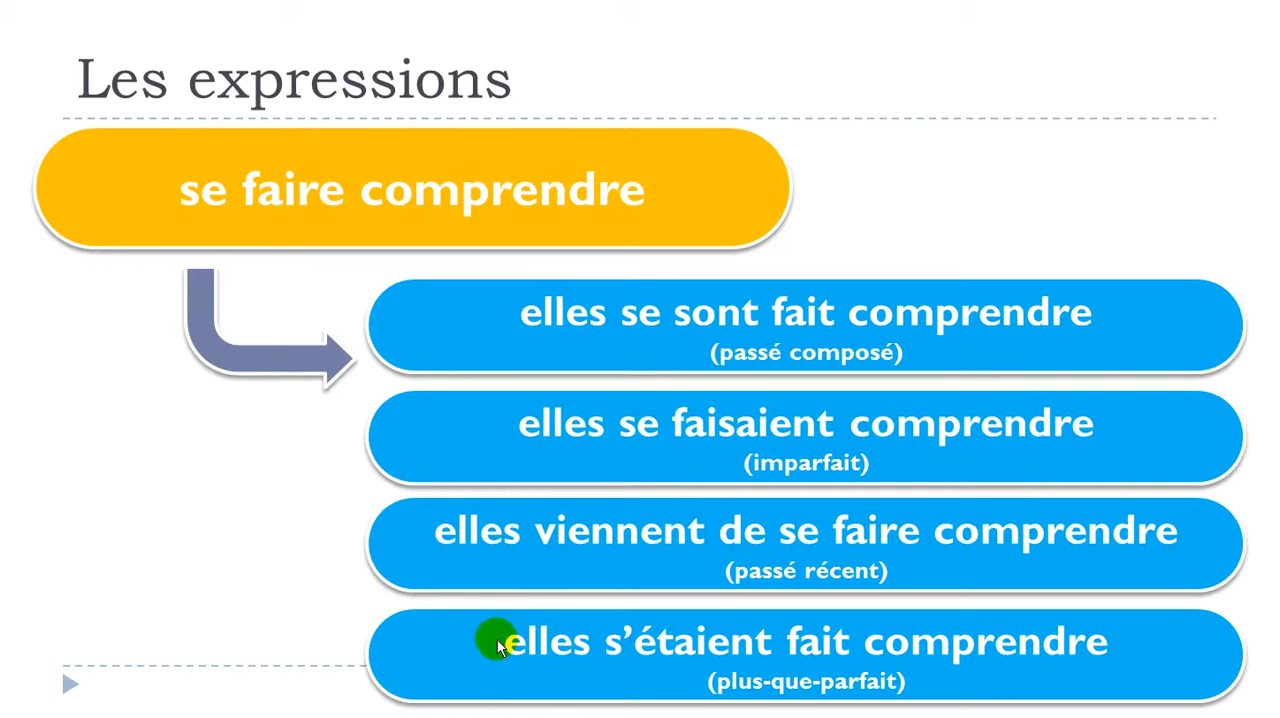 Les expressions
se faire comprendre
elles se sont fait comprendre
(passé composé)
elles se faisaient comprendre
(imparfait)
elles viennent de se faire comprendre
(passé récent)
elles s’étaient fait comprendre
(plus-que-parfait)